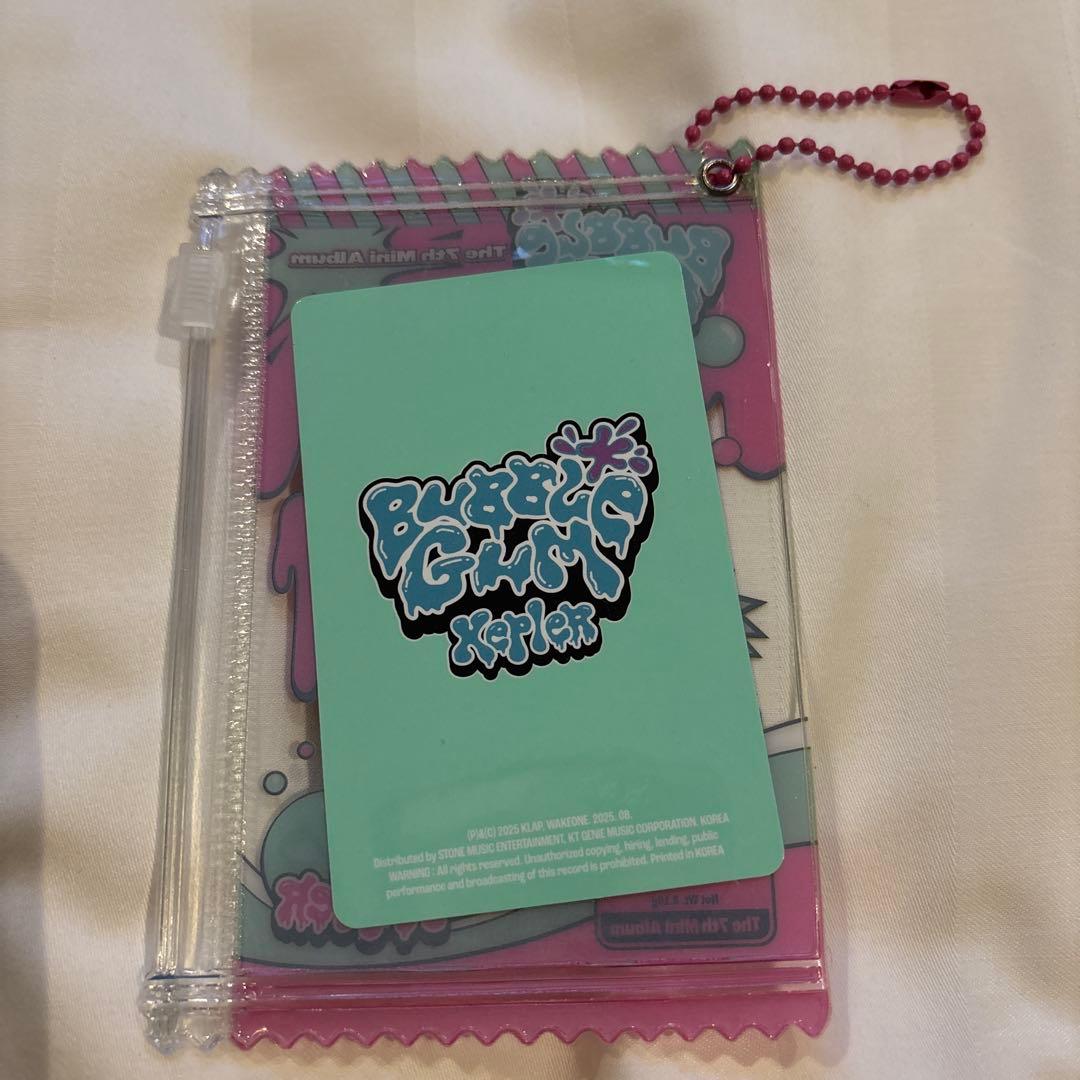 The 7th Mini Album
BUBBLE
BUBBLE
GUM
Kep1er
(P)&(C) 2025 KLAP, WAKEONE. 2025. 08.
Distributed by STONE MUSIC ENTERTAINMENT, KT GENIE MUSIC CORPORATION. KOREA
WARNING : All rights reserved. Unauthorized copying, hiring, lending, public
performance and broadcasting of this record is prohibited. Printed in KOREA
The 7th Mini Album